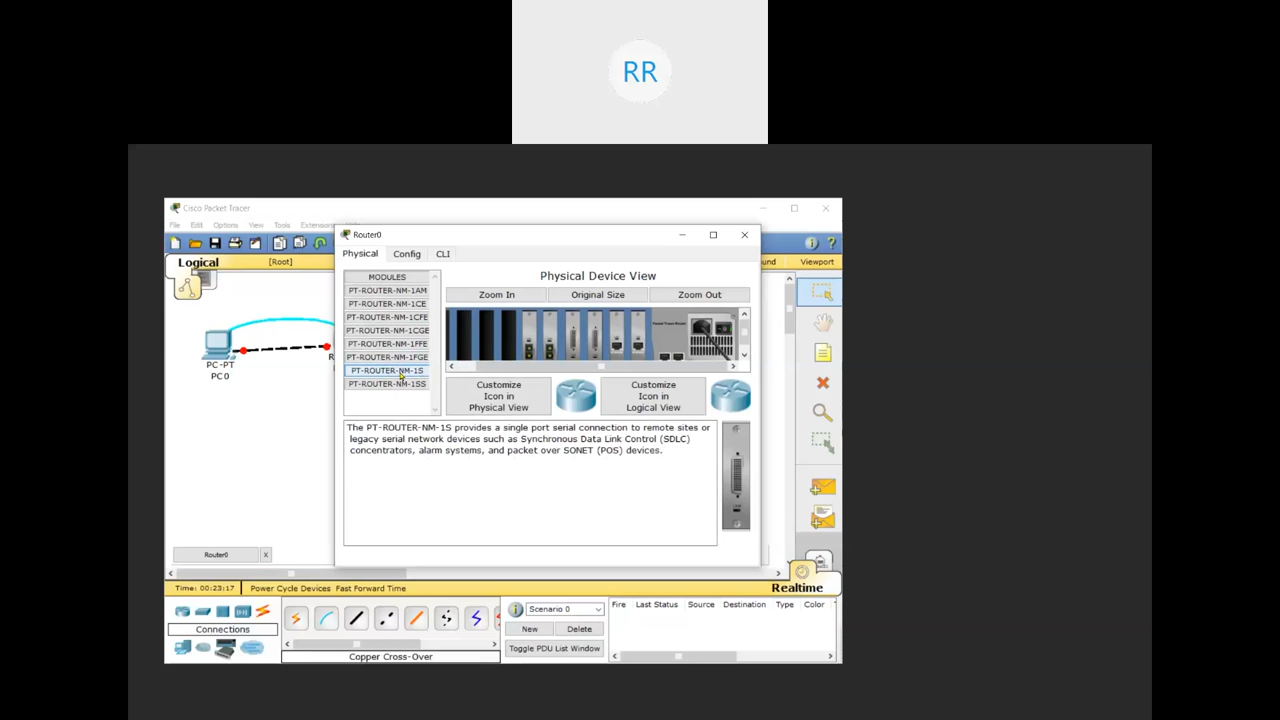 RR
Cisco Packet Tracer
File Edit Options View Tools Extensions
Router0
Physical Config CLI
Logical
[Root]
Viewport
MODULES
PT-ROUTER-NM-1AM
PT-ROUTER-NM-1CE
PT-ROUTER-NM-1CFE
PT-ROUTER-NM-1CGE
PT-ROUTER-NM-1FFE
PT-ROUTER-NM-1FGE
PT-ROUTER-NM-1S
PT-ROUTER-NM-1SS
Physical Device View
Zoom In Original Size Zoom Out
Customize
Icon in
Physical View
Customize
Icon in
Logical View
The PT-ROUTER-NM-1S provides a single port serial connection to remote sites or
legacy serial network devices such as Synchronous Data Link Control (SDLC)
concentrators, alarm systems, and packet over SONET (POS) devices.
PC-PT
PC0
Router0 X
Time: 00:23:17 Power Cycle Devices Fast Forward Time
Realtime
Connections
Copper Cross-Over
Scenario 0
New Delete
Toggle PDU List Window
Fire Last Status Source Destination Type Color